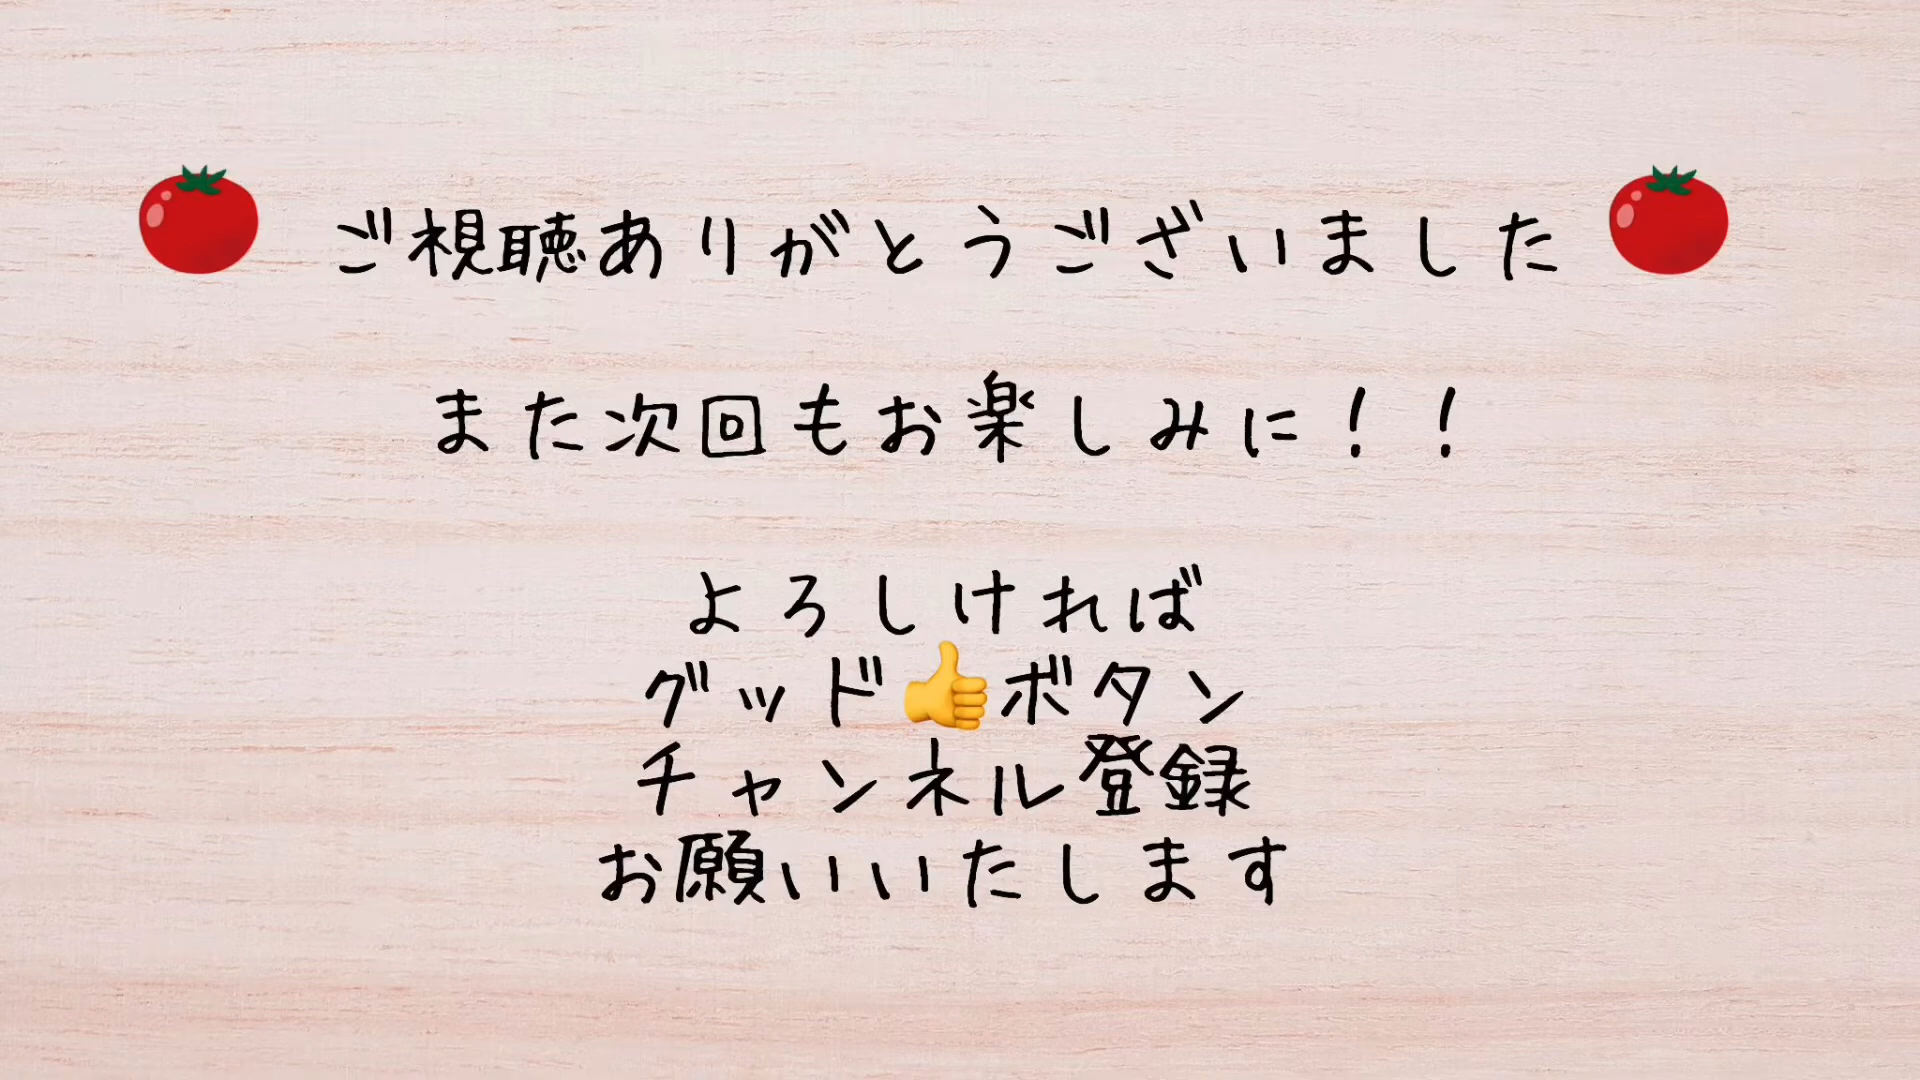 ご視聴ありがとうございました
また次回もお楽しみに!!
よろしければ
グッド👍ボタン
チャンネル登録
お願いいたします